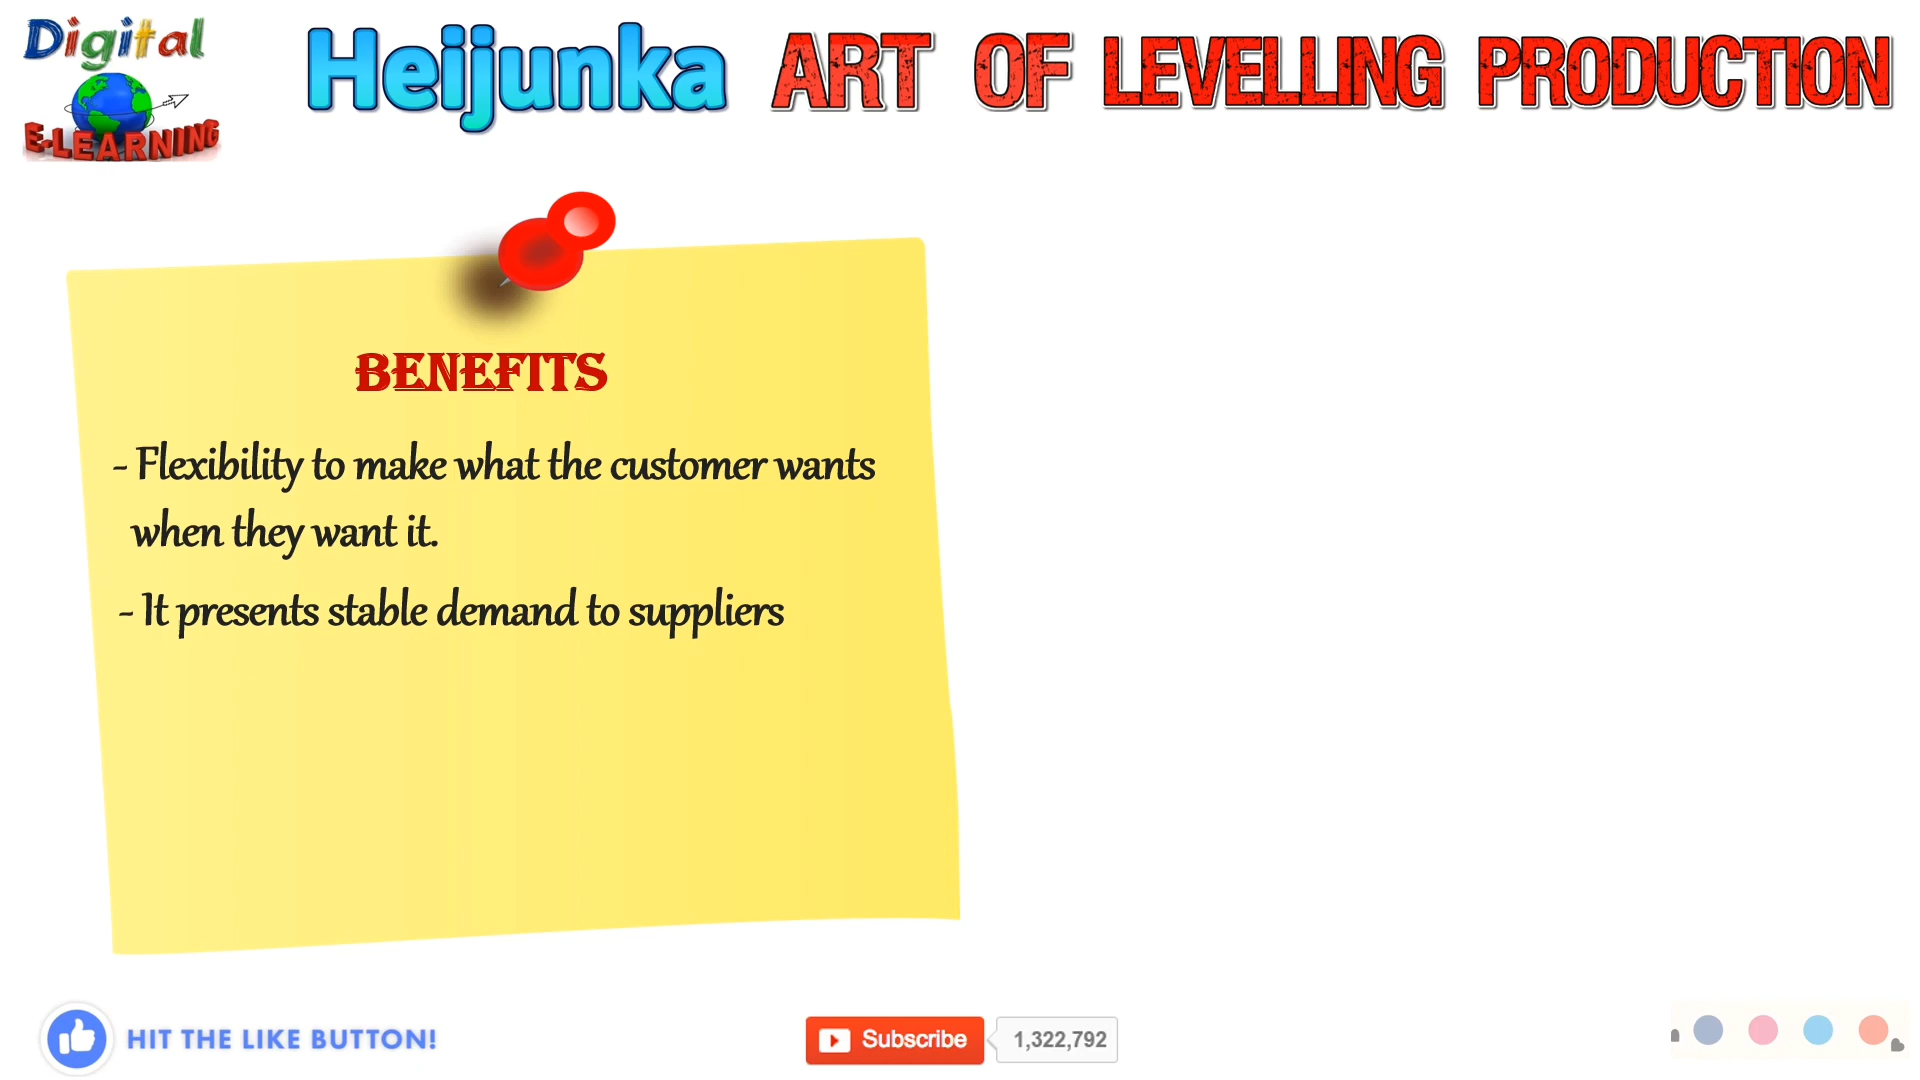 Digital
E-LEARNING
Heijunka ART OF LEVELLING PRODUCTION
BENEFITS
- Flexibility to make what the customer wants
when they want it.
- It presents stable demand to suppliers
HIT THE LIKE BUTTON!
Subscribe 1,322,792